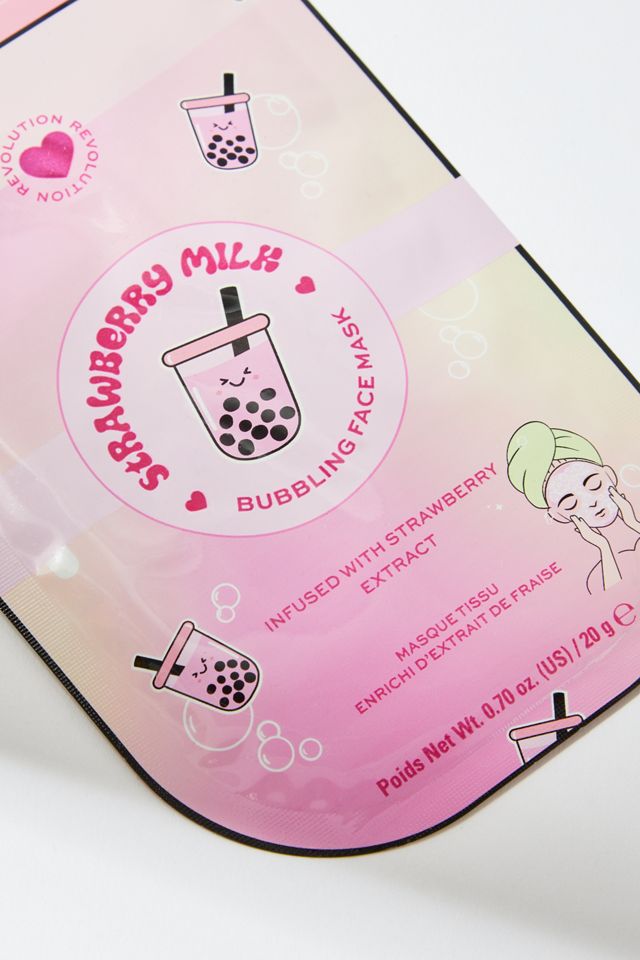 REVOLUTION REVOLUTION
STRAWBERRY MILK
BUBBLING FACE MASK
INFUSED WITH STRAWBERRY
EXTRACT
MASQUE TISSU
ENRICHI D'EXTRAIT DE FRAISE
Poids Net Wt. 0.70 oz. (US) / 20 g ℮